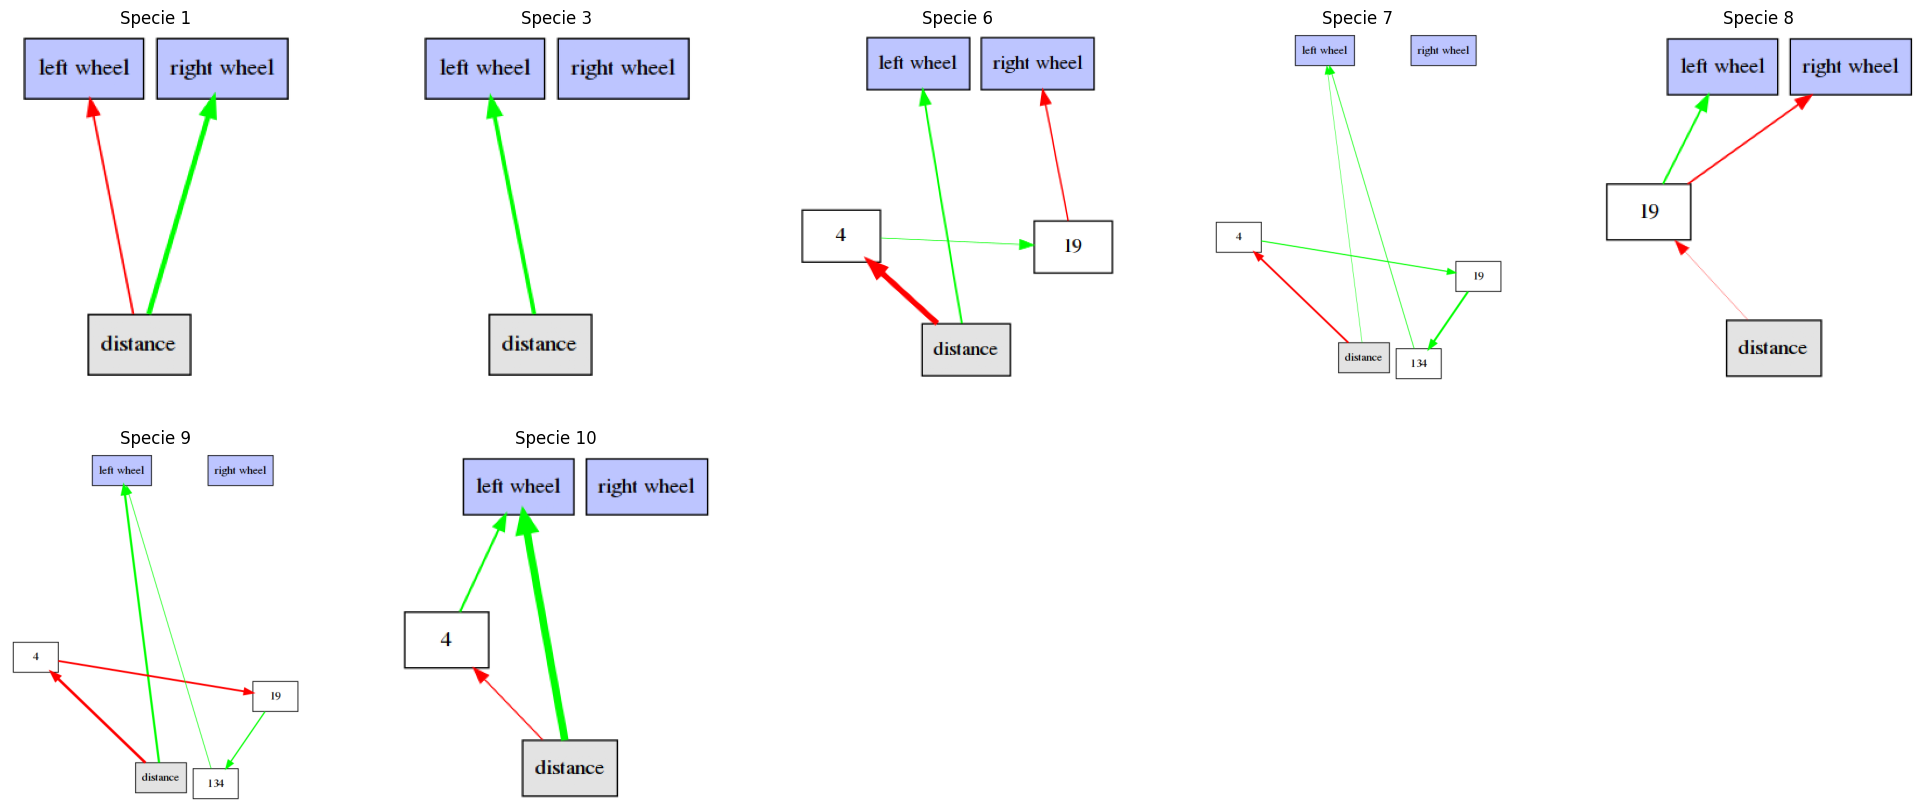 Specie 1
left wheel
right wheel
distance
Specie 3
left wheel
right wheel
distance
Specie 6
left wheel
right wheel
4
19
distance
Specie 7
left wheel
right wheel
4
19
distance
134
Specie 8
left wheel
right wheel
19
distance
Specie 9
left wheel
right wheel
4
19
distance
134
Specie 10
left wheel
right wheel
4
distance